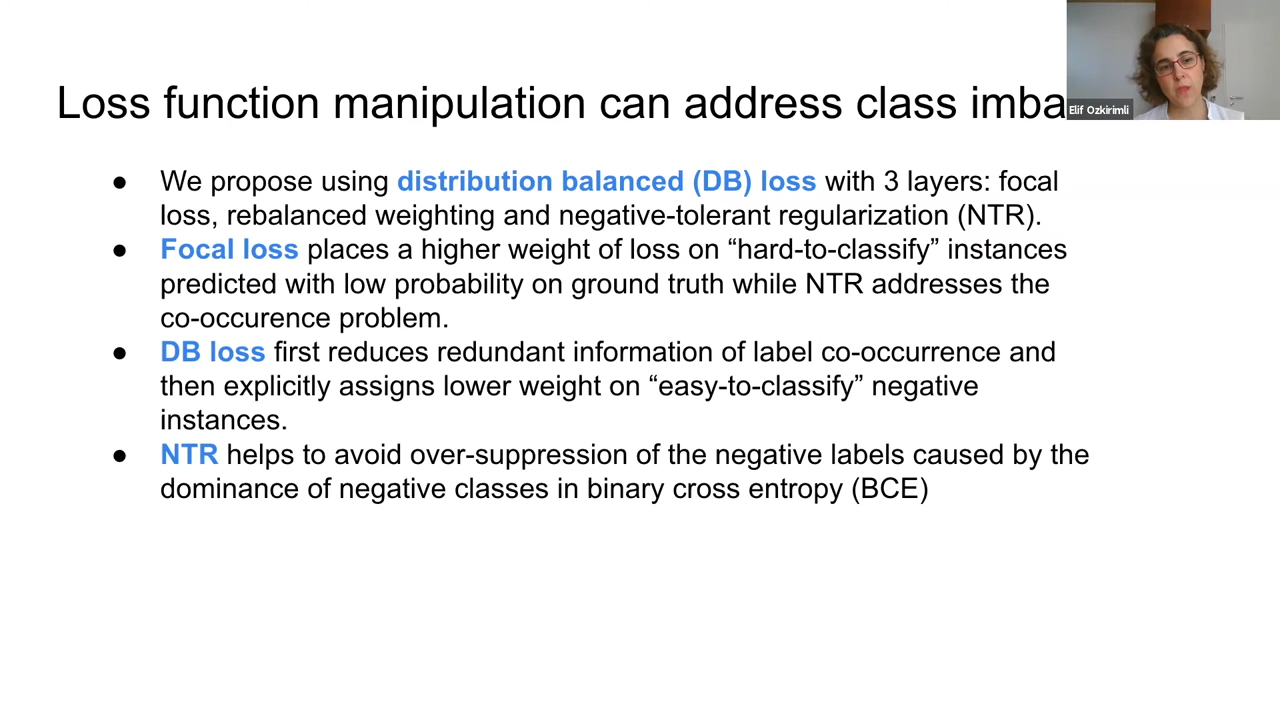 Loss function manipulation can address class imba
Elif Ozkirimli
● We propose using distribution balanced (DB) loss with 3 layers: focal
loss, rebalanced weighting and negative-tolerant regularization (NTR).
● Focal loss places a higher weight of loss on “hard-to-classify” instances
predicted with low probability on ground truth while NTR addresses the
co-occurence problem.
● DB loss first reduces redundant information of label co-occurrence and
then explicitly assigns lower weight on “easy-to-classify” negative
instances.
● NTR helps to avoid over-suppression of the negative labels caused by the
dominance of negative classes in binary cross entropy (BCE)